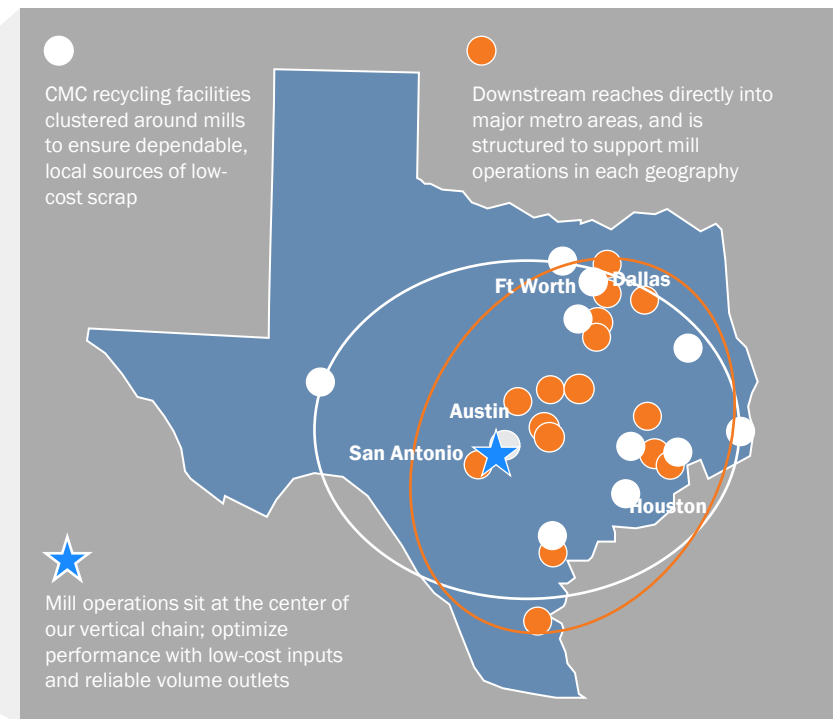 CMC recycling facilities
clustered around mills
to ensure dependable,
local sources of low-
cost scrap
Downstream reaches directly into
major metro areas, and is
structured to support mill
operations in each geography
Ft Worth
Dallas
Austin
San Antonio
Houston
Mill operations sit at the center of
our vertical chain; optimize
performance with low-cost inputs
and reliable volume outlets